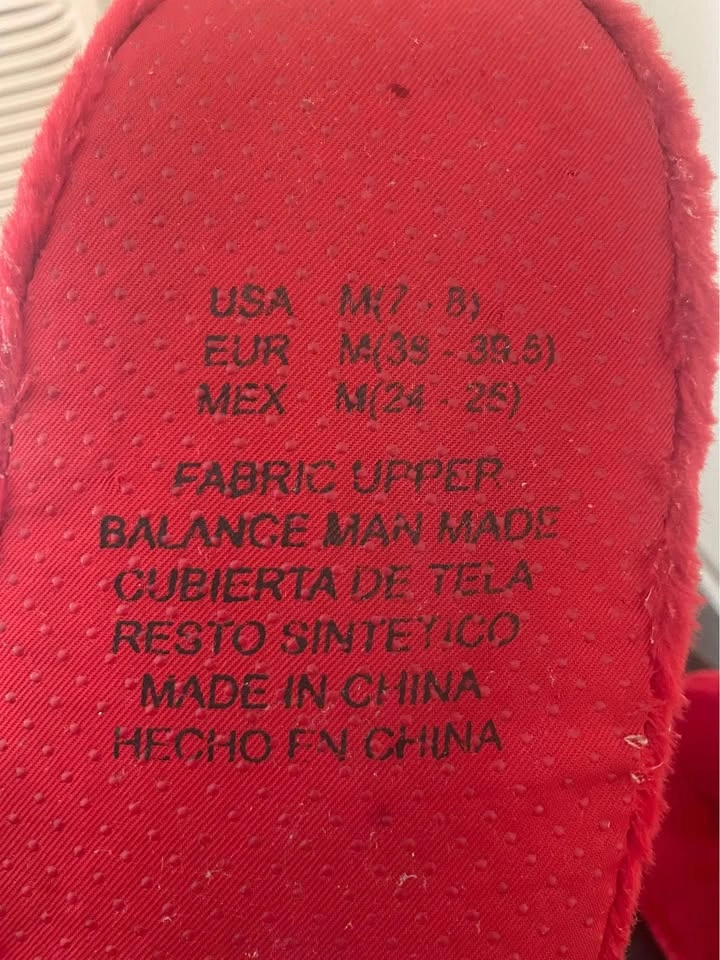 USA M(7 - 8)
EUR M(38 - 39.5)
MEX M(24 - 25)
FABRIC UPPER
BALANCE MAN MADE
CUBIERTA DE TELA
RESTO SINTETICO
MADE IN CHINA
HECHO EN CHINA